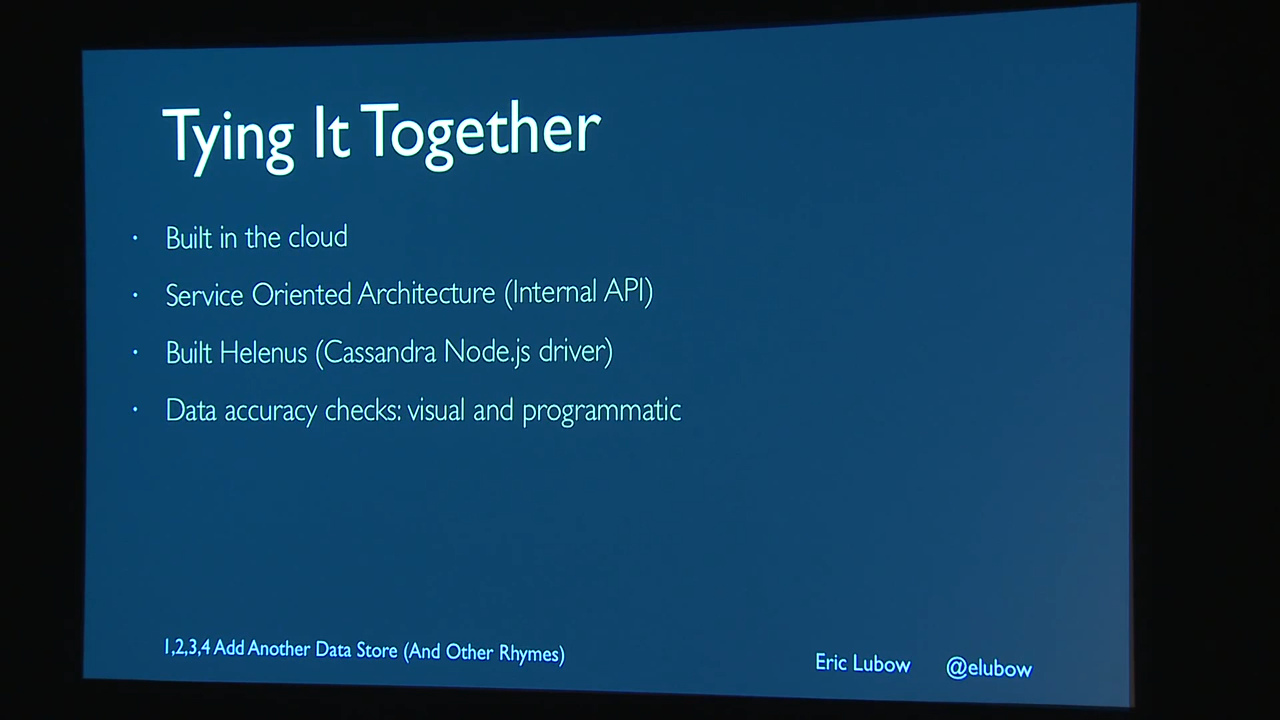 Tying It Together
· Built in the cloud
· Service Oriented Architecture (Internal API)
· Built Helenus (Cassandra Node.js driver)
· Data accuracy checks: visual and programmatic
1,2,3,4 Add Another Data Store (And Other Rhymes)
Eric Lubow @elubow